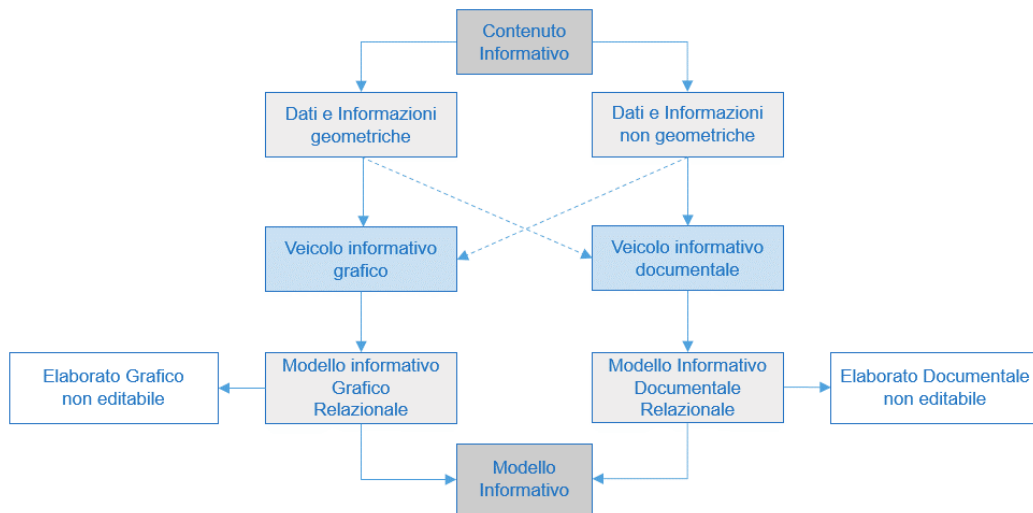 Contenuto
Informativo
Dati e Informazioni
geometriche
Dati e Informazioni
non geometriche
Veicolo informativo
grafico
Veicolo informativo
documentale
Elaborato Grafico
non editabile
Modello informativo
Grafico
Relazionale
Modello Informativo
Documentale
Relazionale
Elaborato Documentale
non editabile
Modello
Informativo